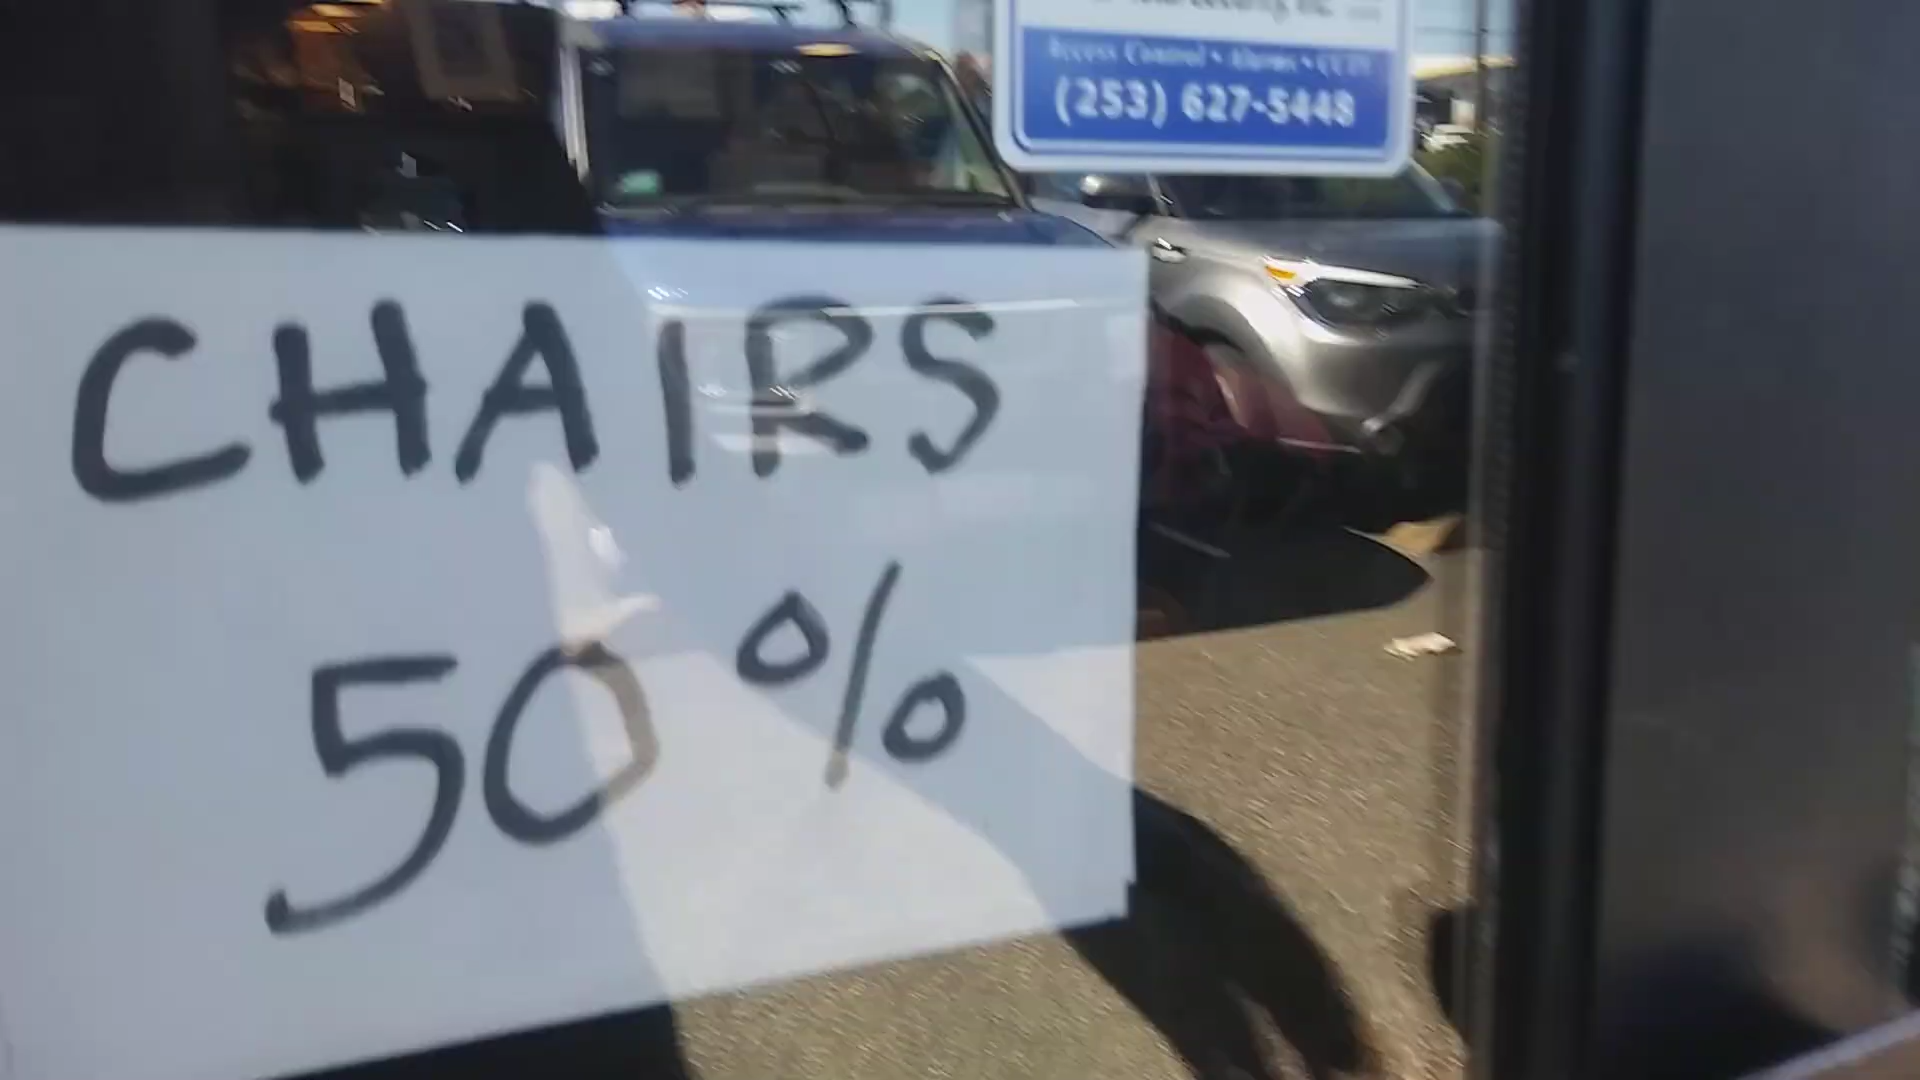 Access Control • Alarms • CCTV
(253) 627-5448
CHAIRS
50%